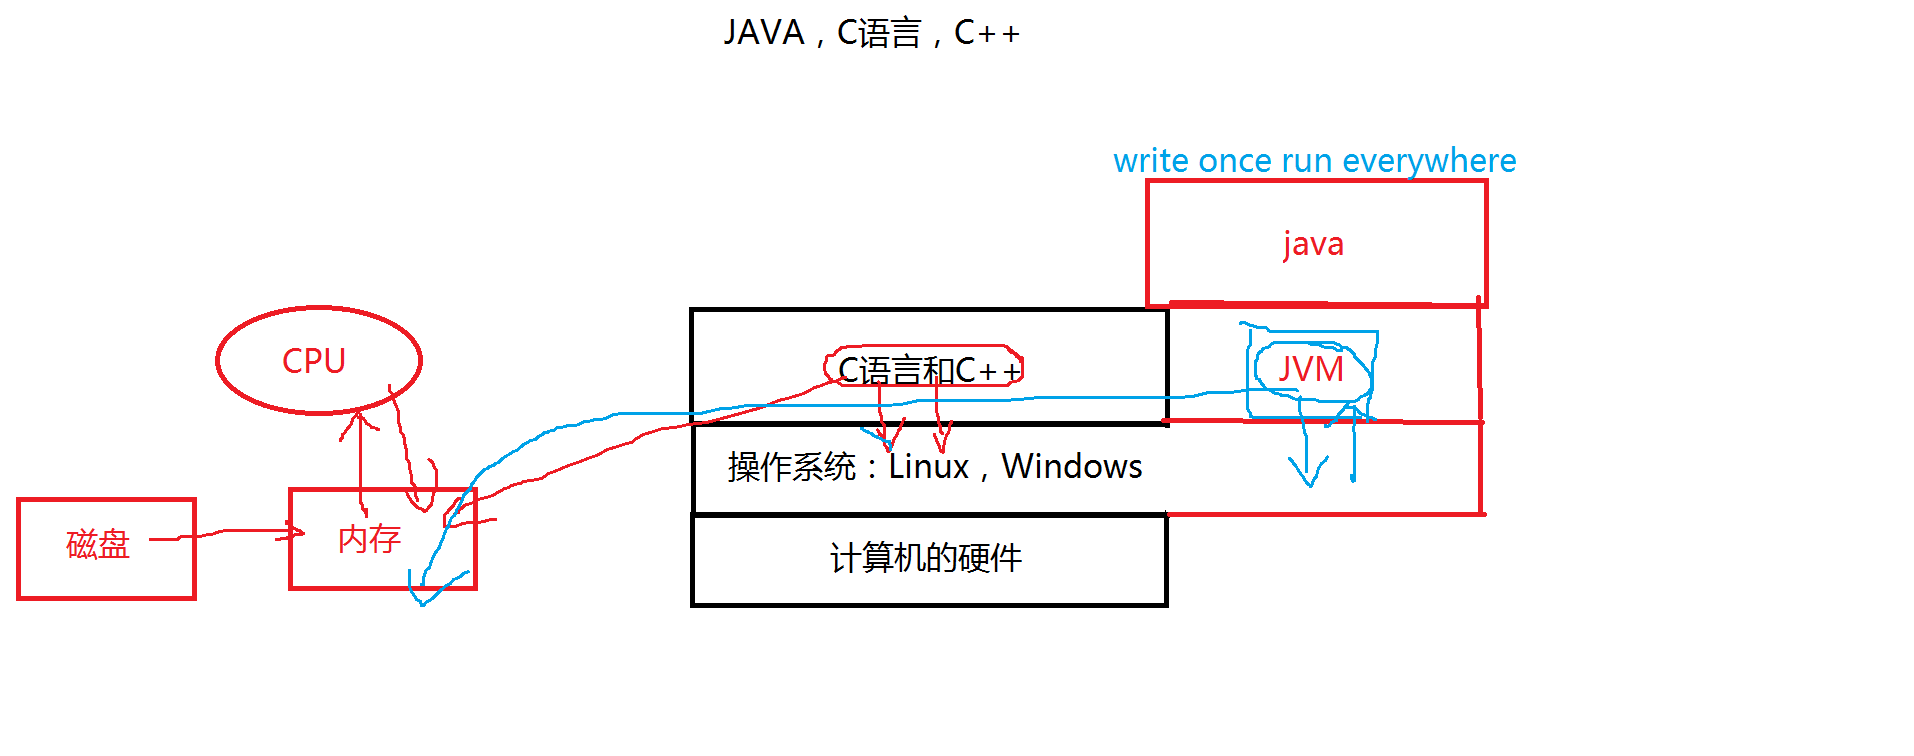 JAVA，C语言，C++
write once run everywhere
java
CPU
C语言和C++
JVM
操作系统：Linux，Windows
磁盘
内存
计算机的硬件